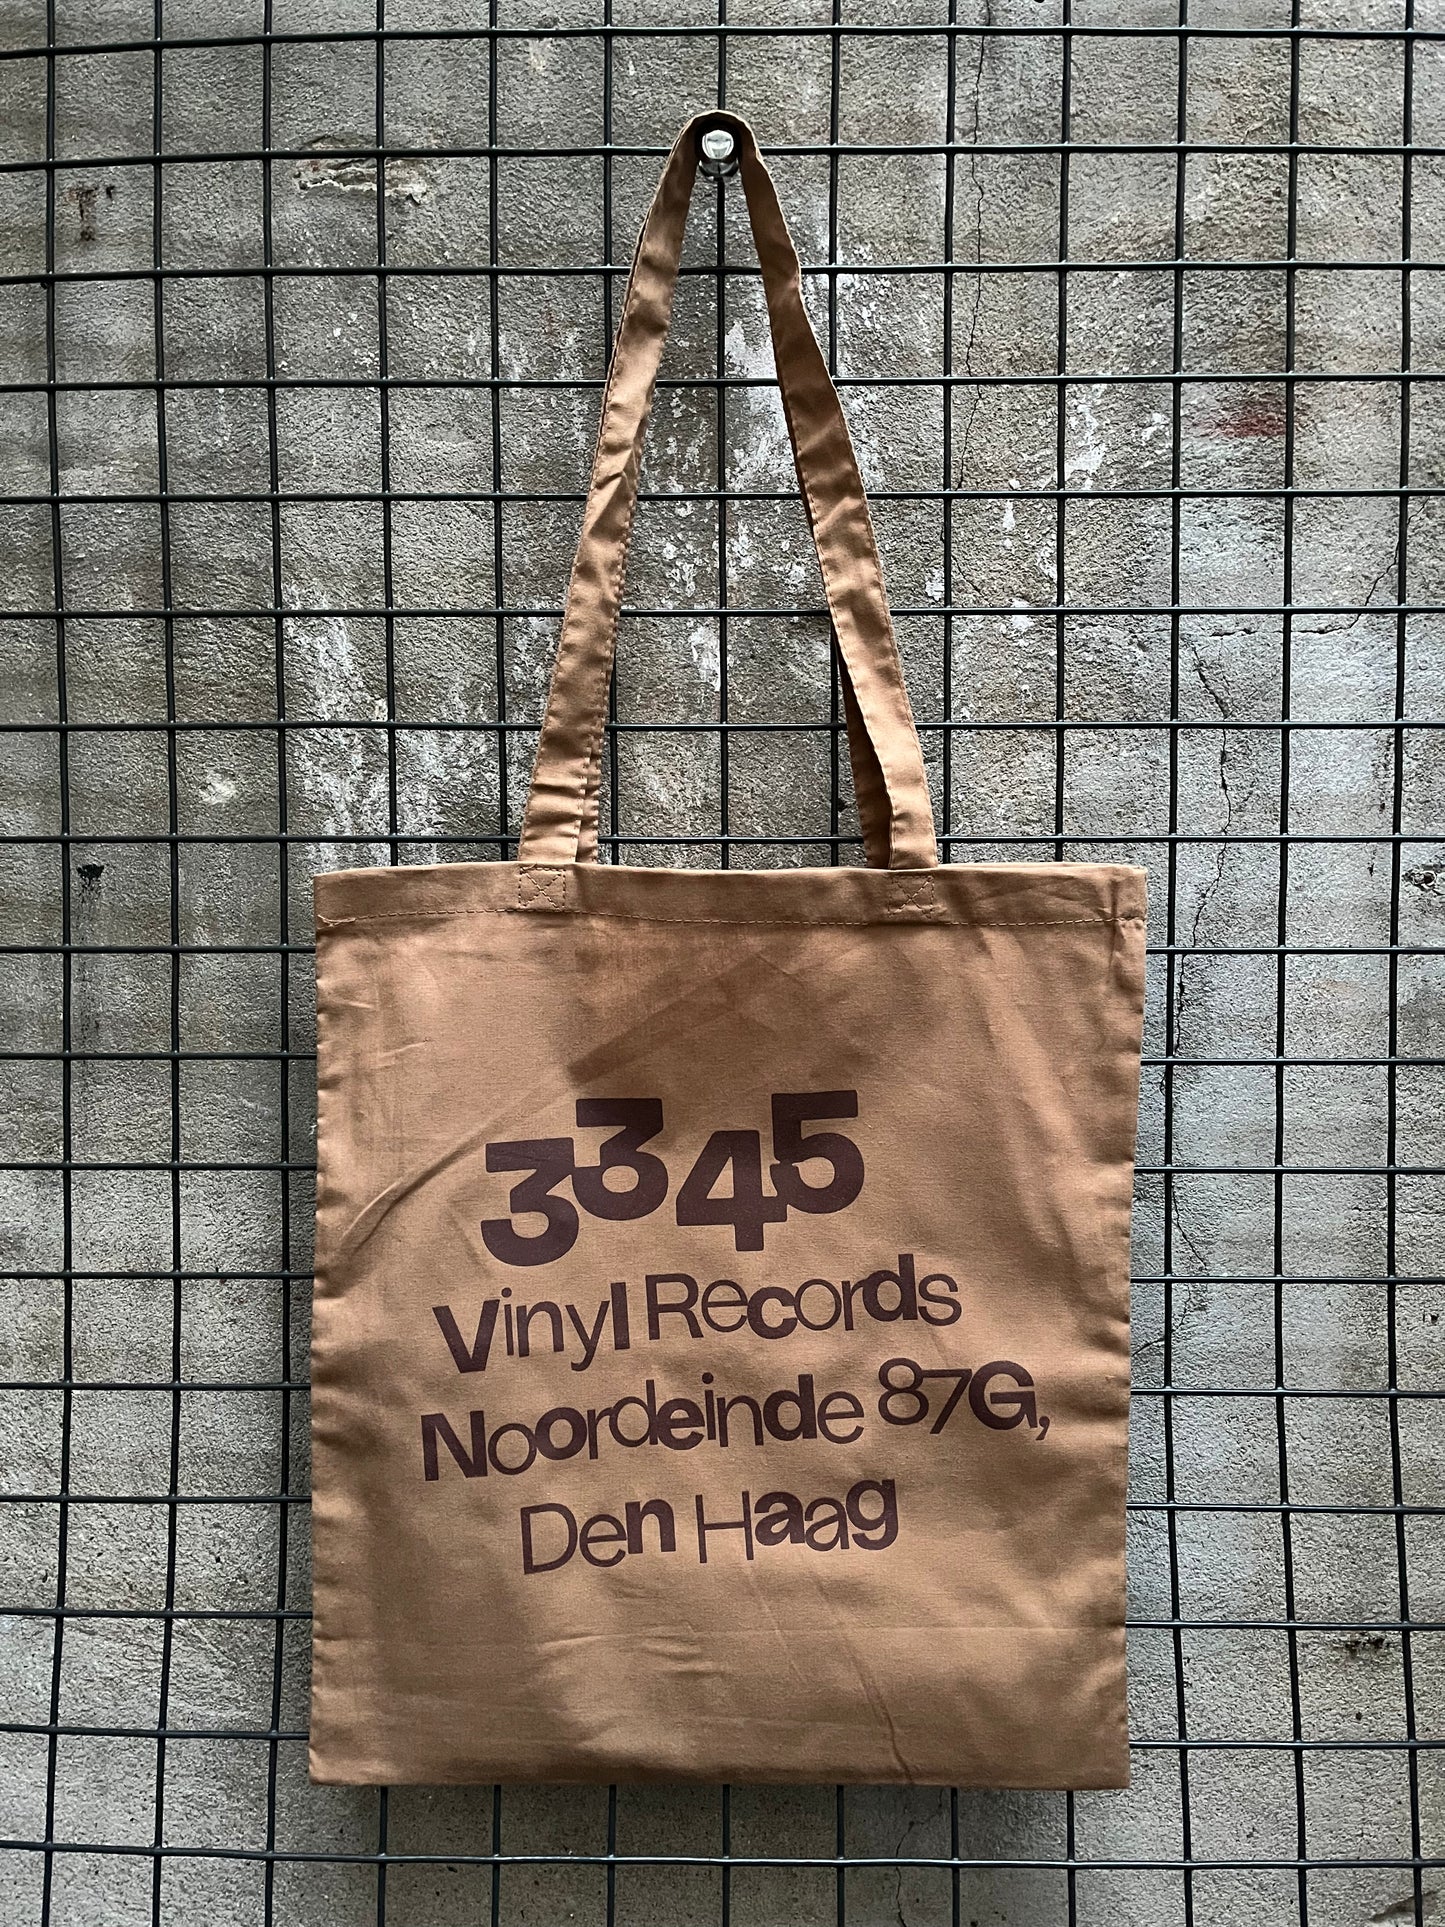 3345
Vinyl Records
Noordeinde 87G,
Den Haag